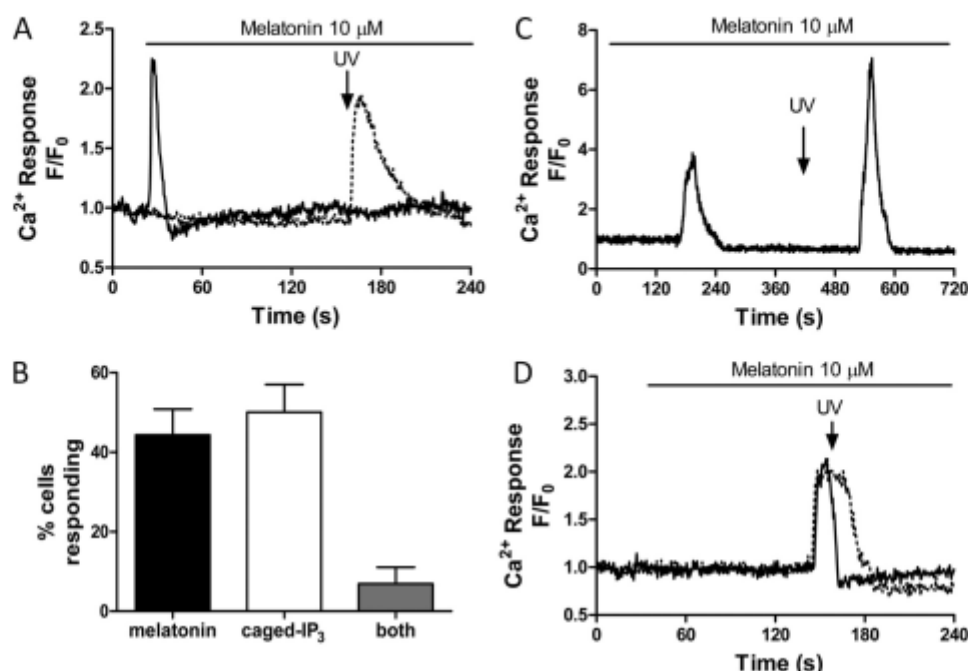 A
Melatonin 10 µM
UV
2.5
2.0
1.5
1.0
0.5
Ca2+ Response
F/F0
0 60 120 180 240
Time (s)
C
Melatonin 10 µM
UV
8
6
4
2
0
Ca2+ Response
F/F0
0 120 240 360 480 600 720
Time (s)
B
60
40
20
0
% cells
responding
melatonin caged-IP3 both
D
Melatonin 10 µM
UV
3.0
2.5
2.0
1.5
1.0
0.5
Ca2+ Response
F/F0
0 60 120 180 240
Time (s)